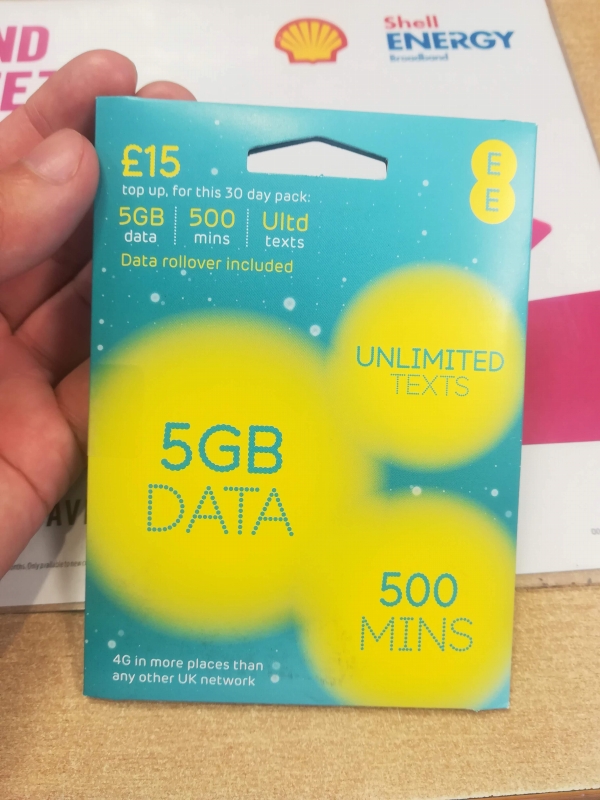 Shell
ENERGY
Broadband
£15
top up, for this 30 day pack:
5GB 500 Ultd
data mins texts
Data rollover included
E
E
UNLIMITED
TEXTS
5GB
DATA
500
MINS
4G in more places than
any other UK network